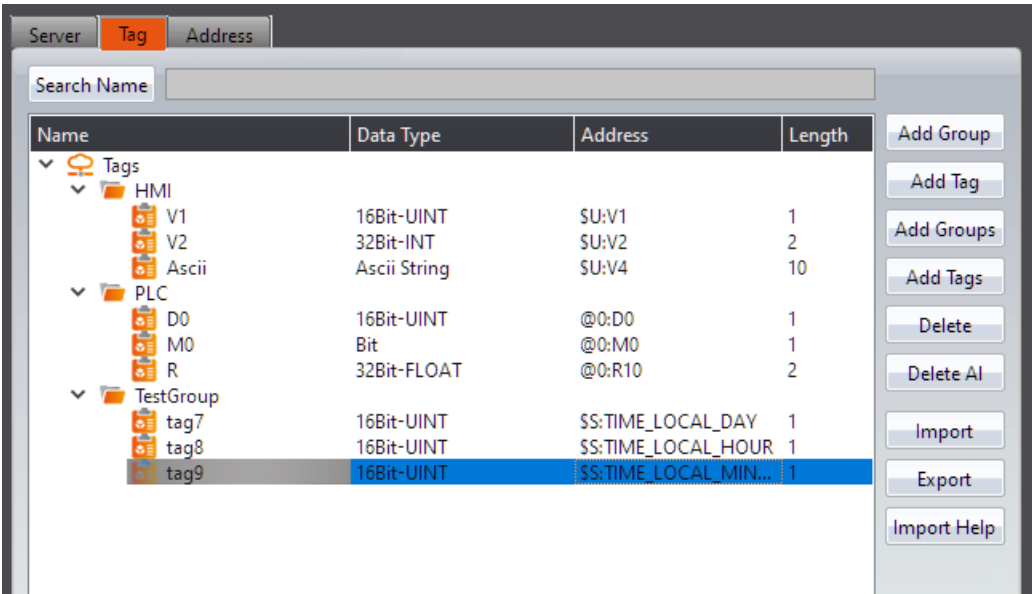 Server Tag Address
Search Name
Name Data Type Address Length
Tags
HMI
V1 16Bit-UINT $U:V1 1
V2 32Bit-INT $U:V2 2
Ascii Ascii String $U:V4 10
PLC
D0 16Bit-UINT @0:D0 1
M0 Bit @0:M0 1
R 32Bit-FLOAT @0:R10 2
TestGroup
tag7 16Bit-UINT $S:TIME_LOCAL_DAY 1
tag8 16Bit-UINT $S:TIME_LOCAL_HOUR 1
tag9 16Bit-UINT $S:TIME_LOCAL_MIN... 1
Add Group
Add Tag
Add Groups
Add Tags
Delete
Delete Al
Import
Export
Import Help